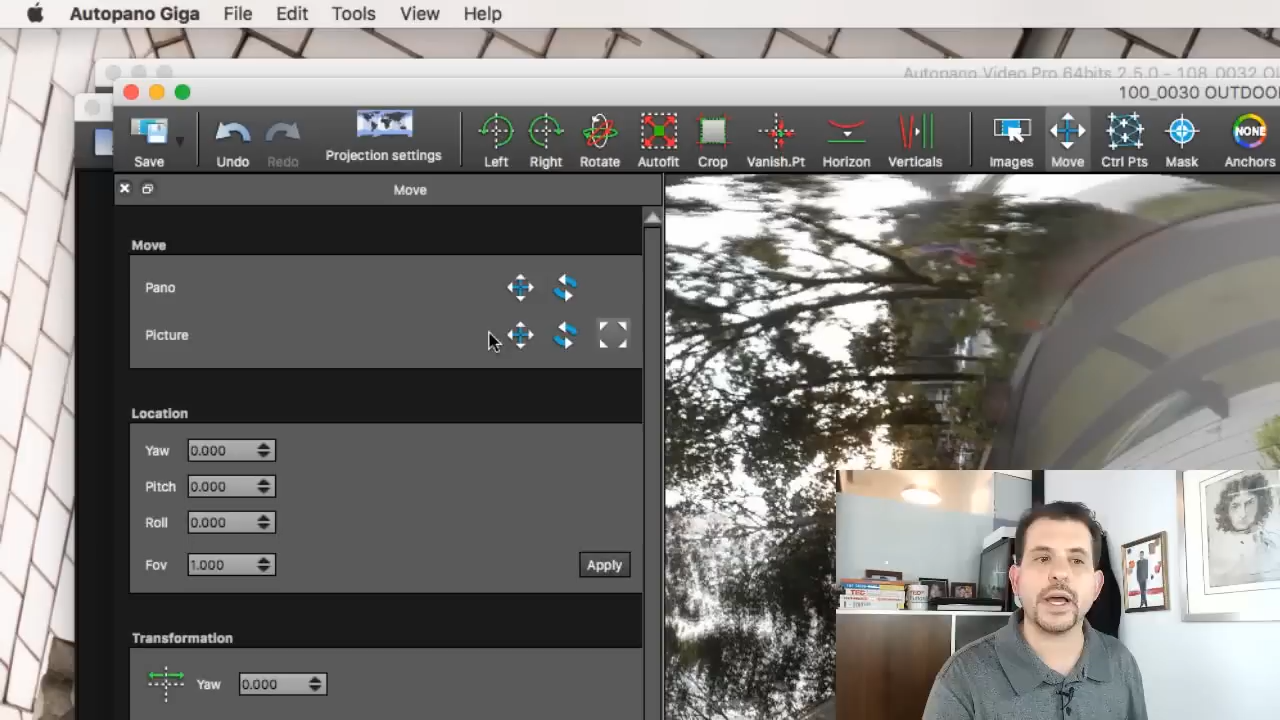 Autopano Giga File Edit Tools View Help
Autopano Video Pro 64bits 2.5.0 - 108_0032 OU
100_0030 OUTDOO
Save Undo Redo Projection settings Left Right Rotate Autofit Crop Vanish.Pt Horizon Verticals Images Move Ctrl Pts Mask NONE Anchors
Move
Move
Pano
Picture
Location
Yaw 0.000
Pitch 0.000
Roll 0.000
Fov 1.000 Apply
Transformation
Yaw 0.000